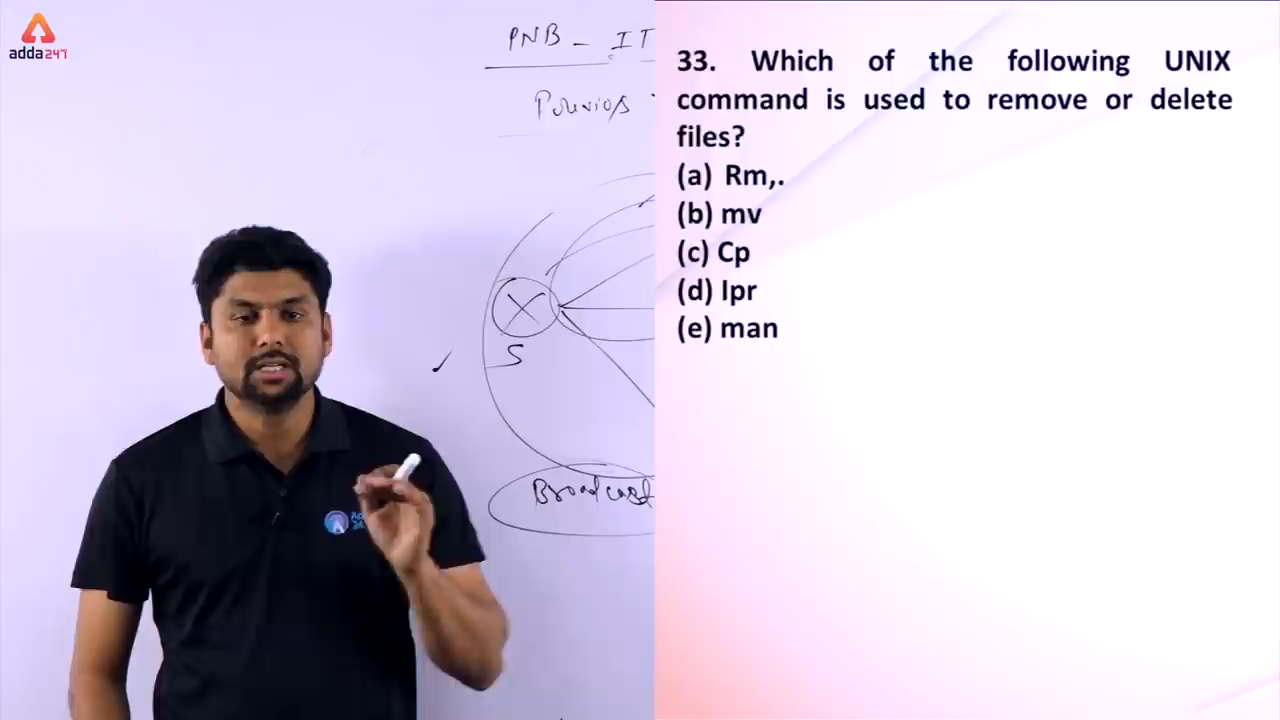 adda247
PNB - IT
33. Which of the following UNIX
command is used to remove or delete
files?
(a) Rm,.
(b) mv
(c) Cp
(d) lpr
(e) man
S
Broadcast